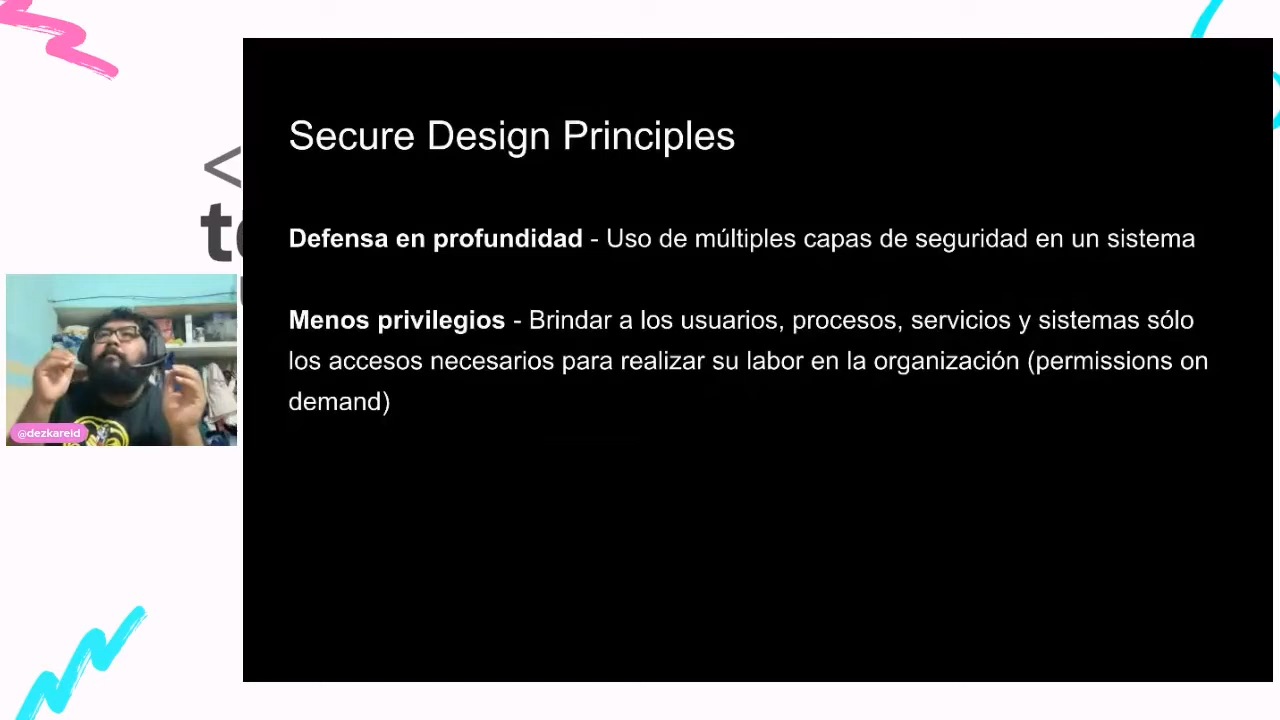 Secure Design Principles
Defensa en profundidad - Uso de múltiples capas de seguridad en un sistema
Menos privilegios - Brindar a los usuarios, procesos, servicios y sistemas sólo
los accesos necesarios para realizar su labor en la organización (permissions on
demand)
@dezkareid